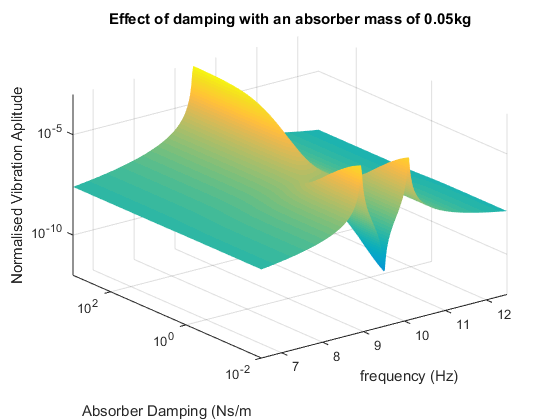 Effect of damping with an absorber mass of 0.05kg
Normalised Vibration Aplitude
10^-5
10^-10
10^2
10^0
10^-2
7
8
9
10
11
12
frequency (Hz)
Absorber Damping (Ns/m